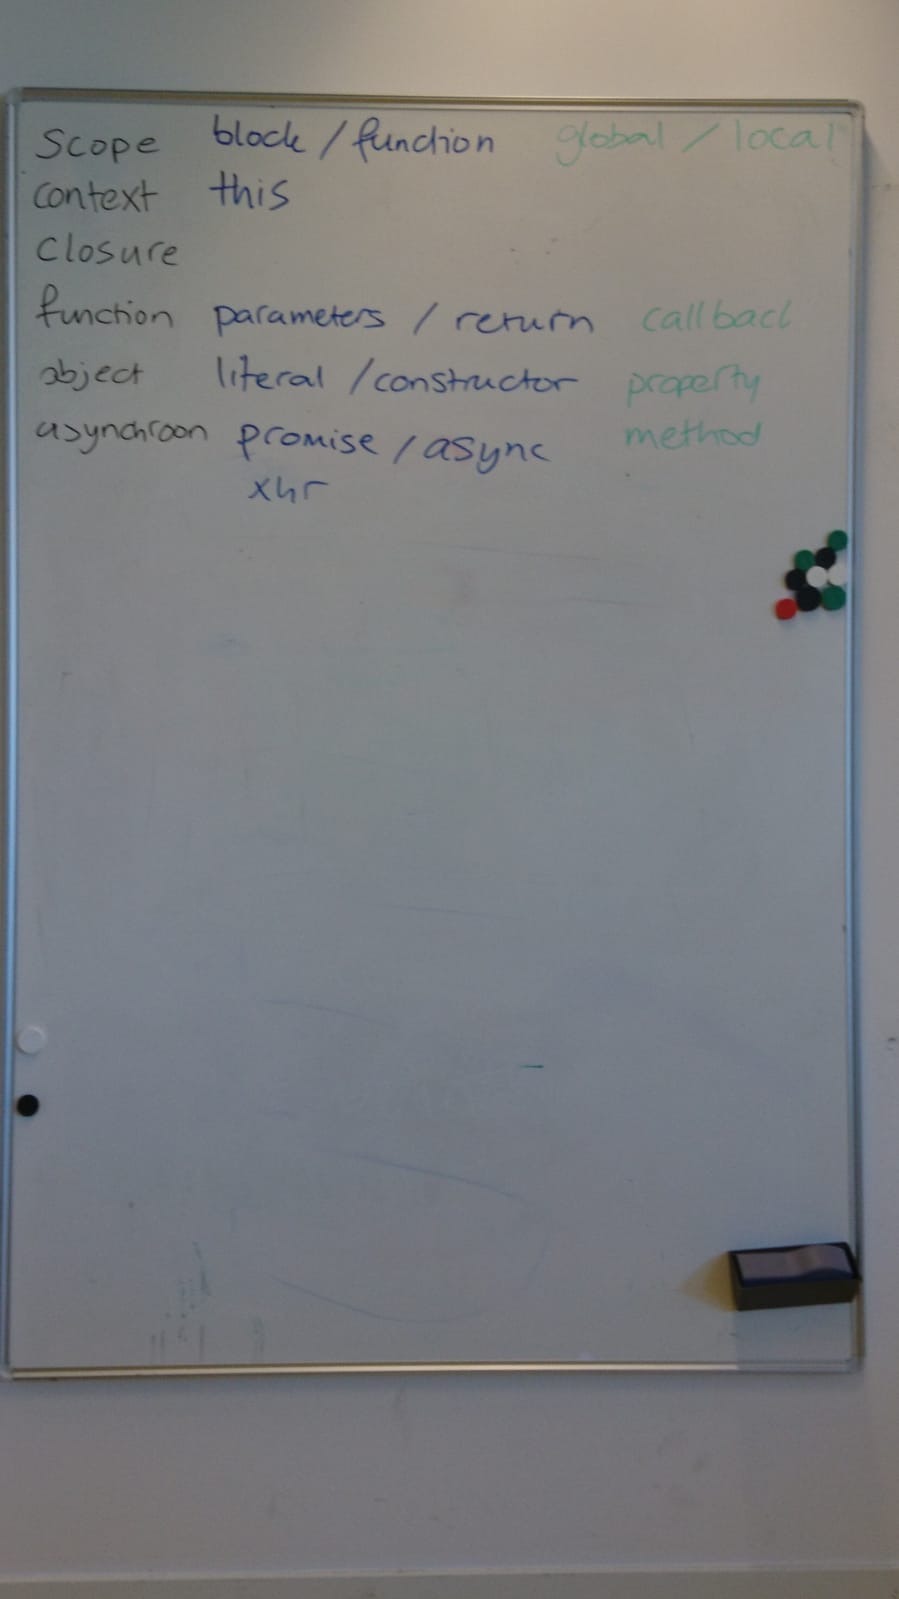 Scope block / function global / local
context this
Closure
function parameters / return callback
object literal / constructor property
asynchroon promise / async method
xhr